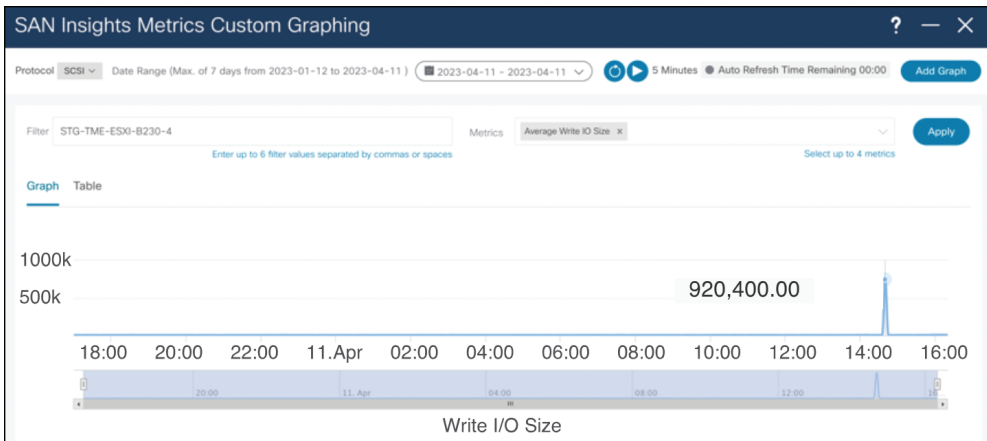 SAN Insights Metrics Custom Graphing ? — ×
Protocol SCSI Date Range (Max. of 7 days from 2023-01-12 to 2023-04-11 ) 2023-04-11 - 2023-04-11 5 Minutes Auto Refresh Time Remaining 00:00 Add Graph
Filter STG-TME-ESXI-B230-4 Metrics Average Write IO Size x Apply
Enter up to 6 filter values separated by commas or spaces Select up to 4 metrics
Graph Table
1000k
920,400.00
500k
18:00 20:00 22:00 11.Apr 02:00 04:00 06:00 08:00 10:00 12:00 14:00 16:00
20:00 11. Apr 04:00 08:00 12:00
Write I/O Size